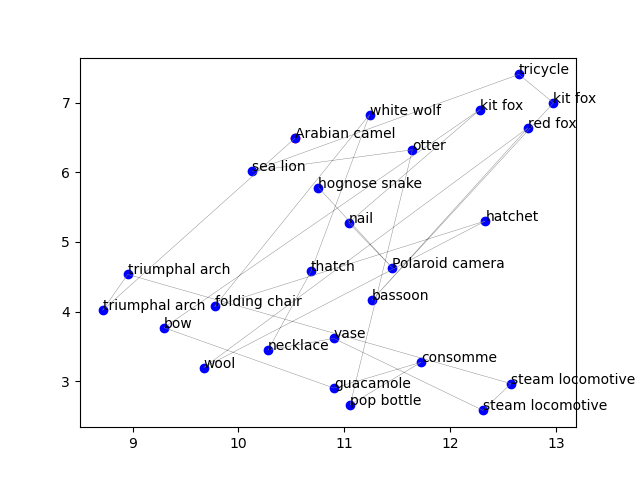 tricycle
7
kit fox
white wolf
kit fox
red fox
Arabian camel
otter
6
sea lion
hognose snake
nail
hatchet
5
triumphal arch
thatch
Polaroid camera
triumphal arch
folding chair
bassoon
4
bow
wool
necklace
vase
consomme
3
guacamole
steam locomotive
pop bottle
steam locomotive
9 10 11 12 13